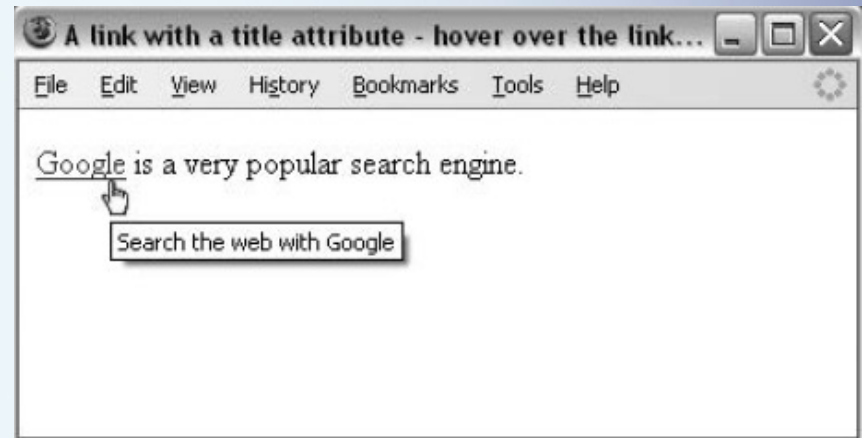 A link with a title attribute - hover over the link...
File Edit View History Bookmarks Tools Help
Google is a very popular search engine.
Search the web with Google